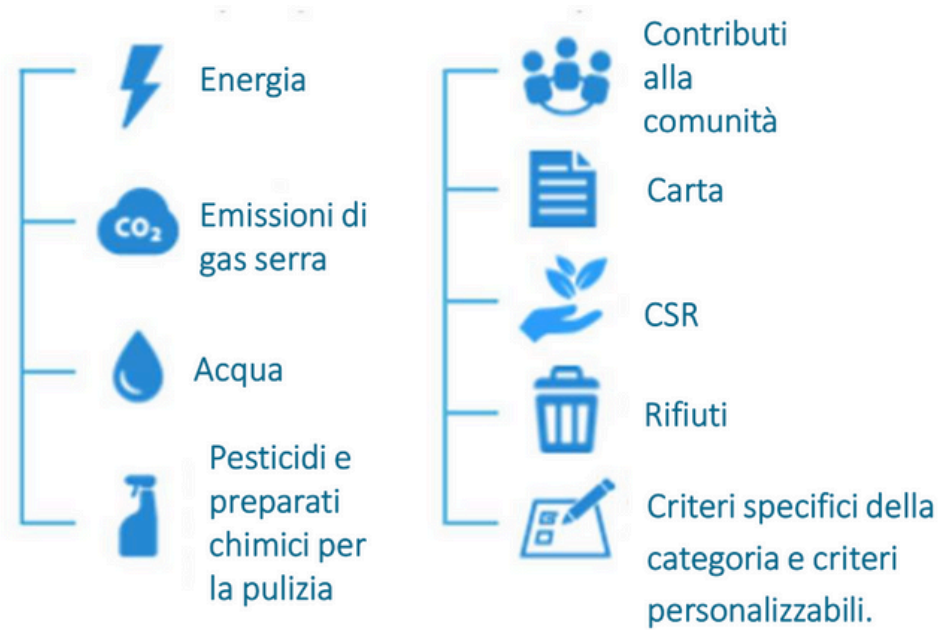 Energia
CO₂
Emissioni di
gas serra
Acqua
Pesticidi e
preparati
chimici per
la pulizia
Contributi
alla
comunità
Carta
CSR
Rifiuti
Criteri specifici della
categoria e criteri
personalizzabili.